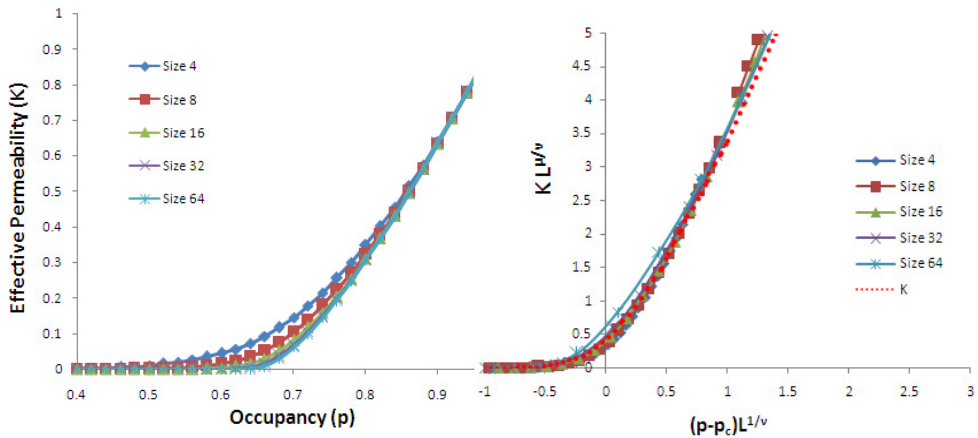 Effective Permeability (K)
1
0.9
0.8
0.7
0.6
0.5
0.4
0.3
0.2
0.1
0
Size 4
Size 8
Size 16
Size 32
Size 64
0.4
0.5
0.6
0.7
0.8
0.9
Occupancy (p)
K L^μ/ν
5
4.5
4
3.5
3
2.5
2
1.5
1
0.5
0
-1
-0.5
0
0.5
1
1.5
2
2.5
3
(p-pc)L^1/ν
Size 4
Size 8
Size 16
Size 32
Size 64
K